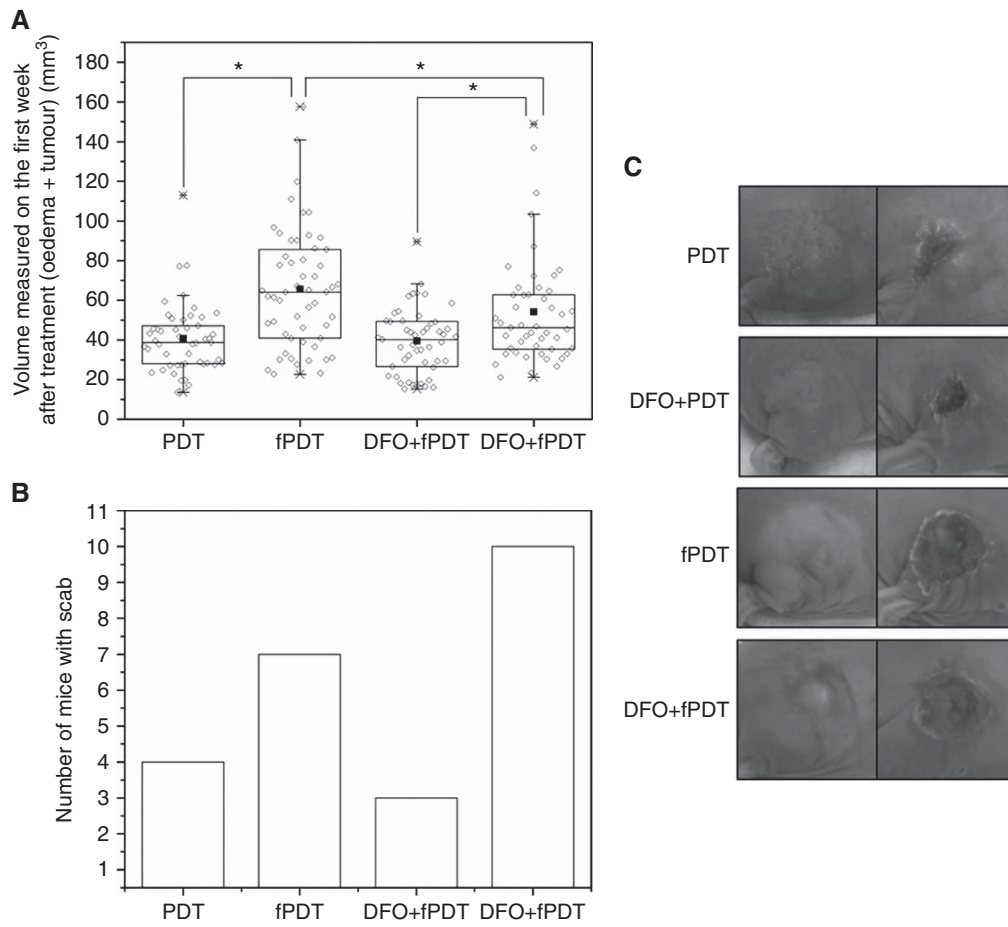 A
Volume measured on the first week
after treatment (oedema + tumour) (mm³)
180
160
140
120
100
80
60
40
20
0
*
*
*
PDT
fPDT
DFO+fPDT
DFO+fPDT
B
Number of mice with scab
11
10
9
8
7
6
5
4
3
2
1
PDT
fPDT
DFO+fPDT
DFO+fPDT
C
PDT
DFO+PDT
fPDT
DFO+fPDT